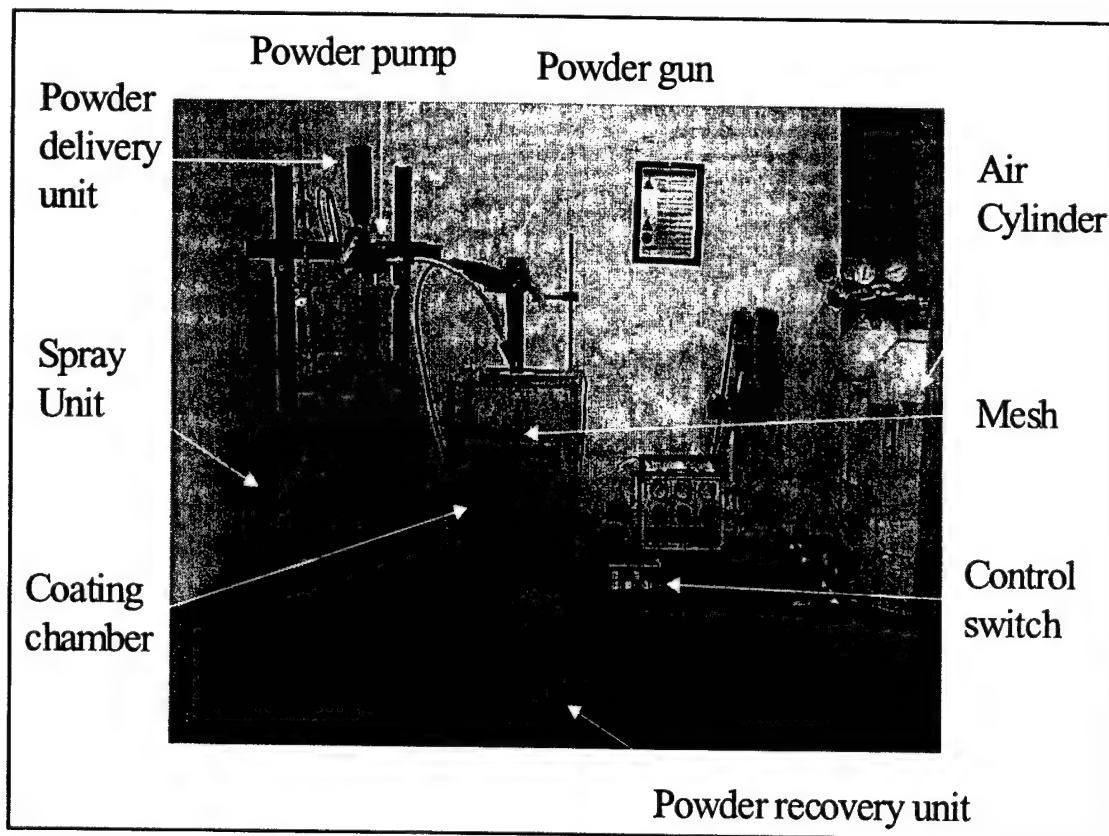 Powder pump
Powder gun
Powder
delivery
unit
Air
Cylinder
Spray
Unit
Mesh
Coating
chamber
Control
switch
Powder recovery unit